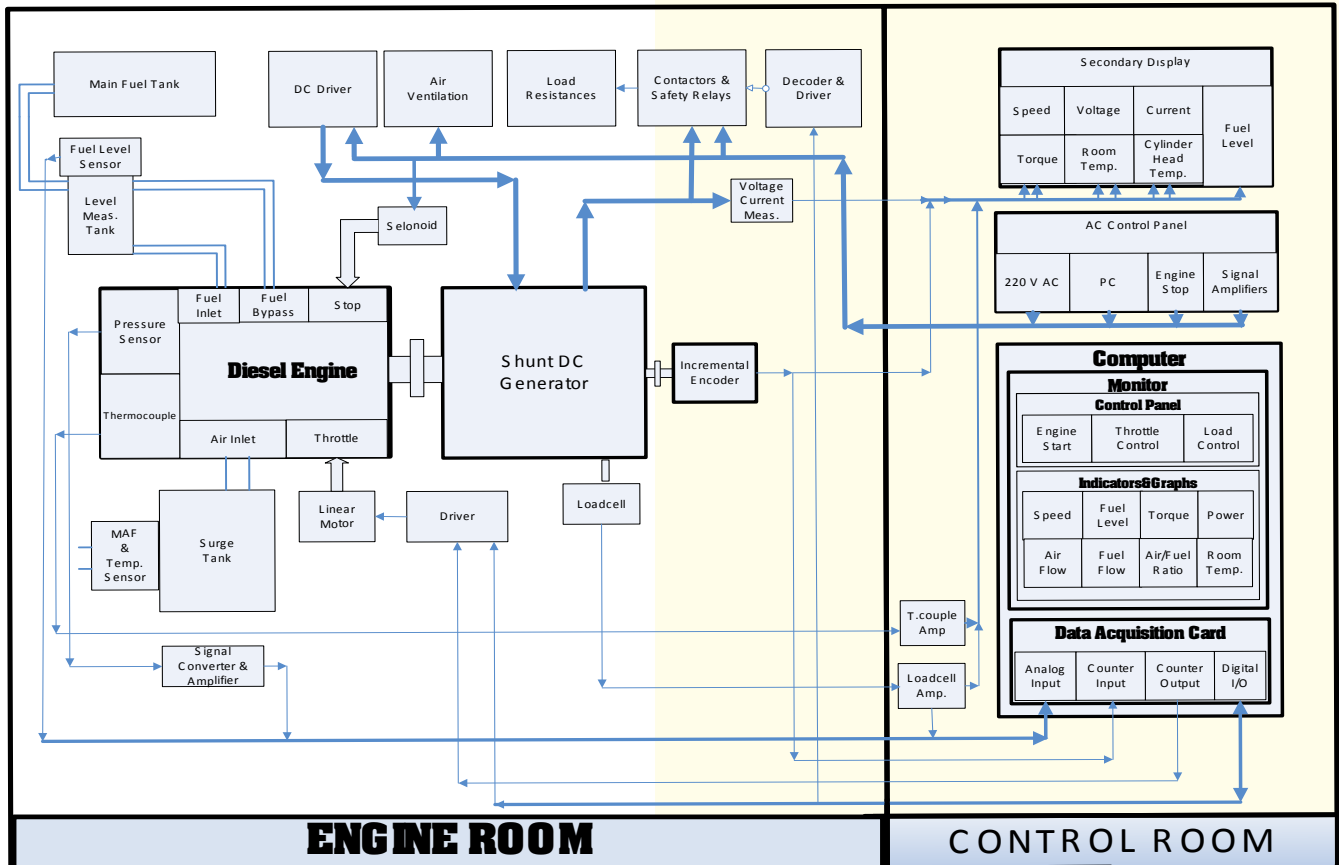 Main Fuel Tank
DC Driver
Air
Ventilation
Load
Resistances
Contactors &
Safety Relays
Decoder &
Driver
Fuel Level
Sensor
Level
Meas.
Tank
Selonoid
Voltage
Current
Meas.
Pressure
Sensor
Fuel
Inlet
Fuel
Bypass
Stop
Diesel Engine
Thermocouple
Air Inlet
Throttle
Shunt DC
Generator
Incremental
Encoder
MAF
&
Temp.
Sensor
Surge
Tank
Linear
Motor
Driver
Loadcell
Signal
Converter &
Amplifier
T.couple
Amp
Loadcell
Amp.
Secondary Display
Speed
Voltage
Current
Fuel
Level
Torque
Room
Temp.
Cylinder
Head
Temp.
AC Control Panel
220 V AC
PC
Engine
Stop
Signal
Amplifiers
Computer
Monitor
Control Panel
Engine
Start
Throttle
Control
Load
Control
Indicators&Graphs
Speed
Fuel
Level
Torque
Power
Air
Flow
Fuel
Flow
Air/Fuel
Ratio
Room
Temp.
Data Acquisition Card
Analog
Input
Counter
Input
Counter
Output
Digital
I/O
ENGINE ROOM
CONTROL ROOM